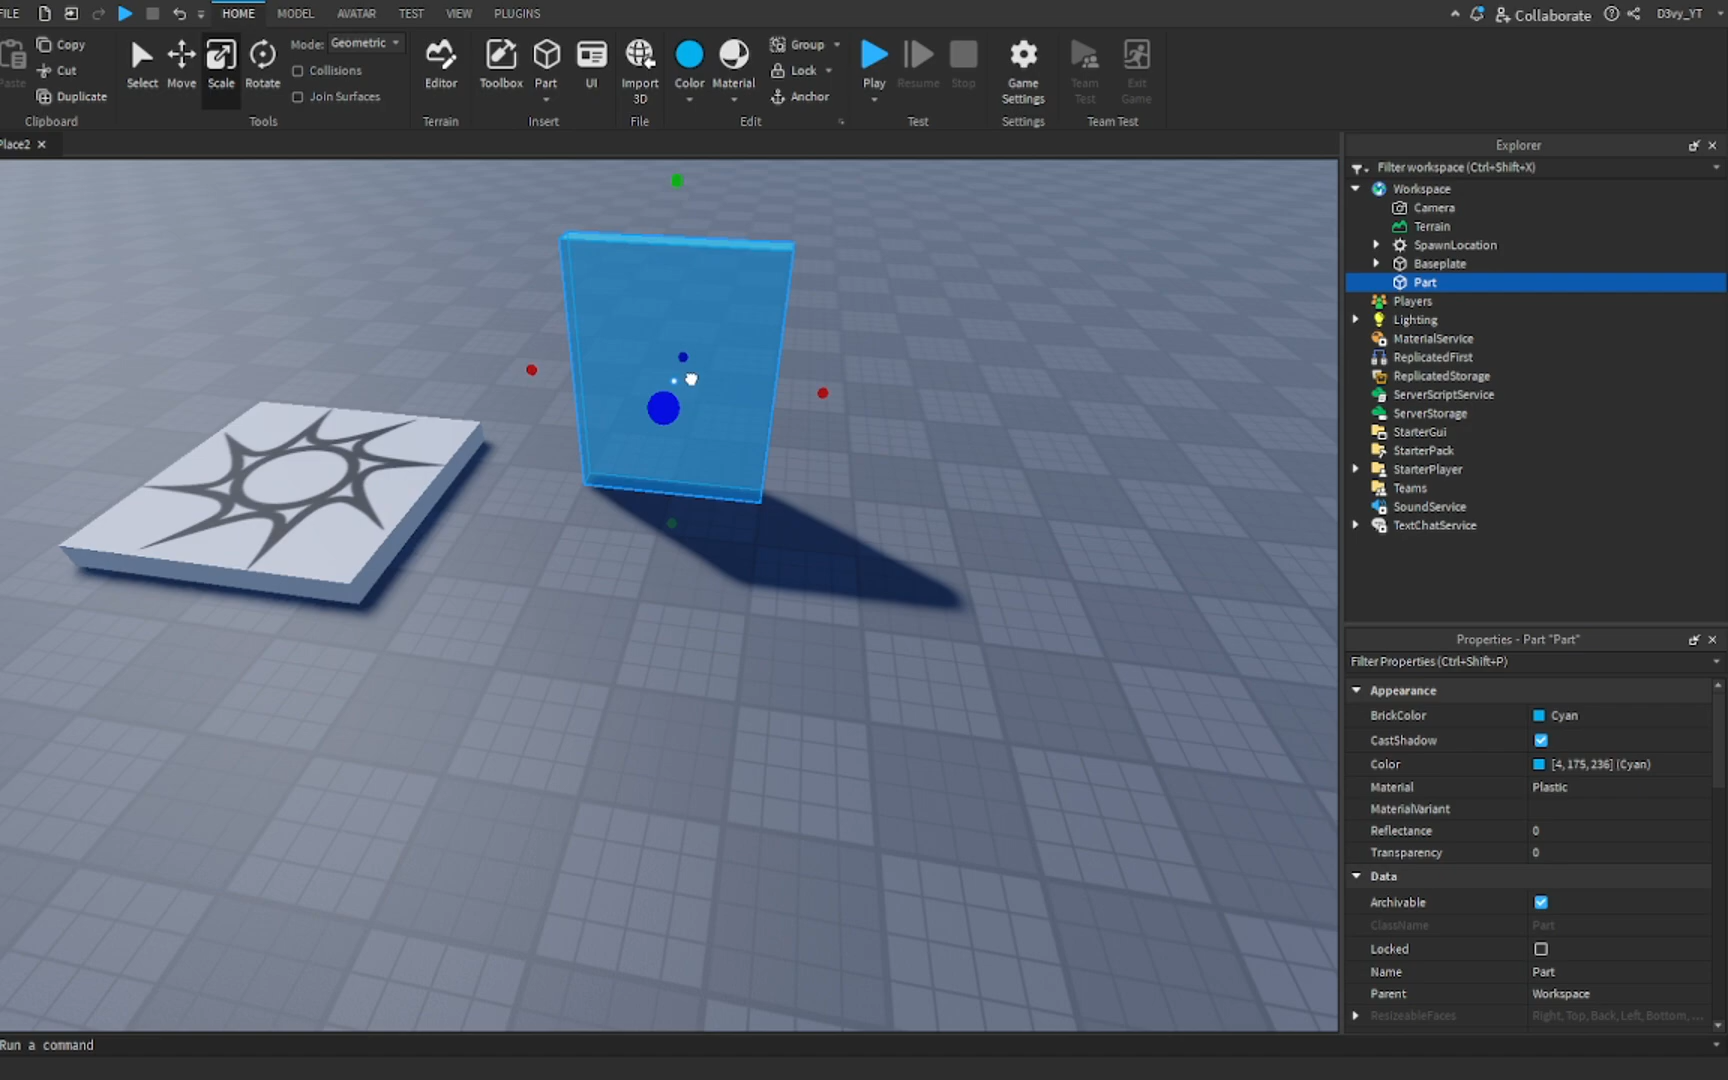 FILE HOME MODEL AVATAR TEST VIEW PLUGINS Collaborate D3vy_YT
Paste Copy Cut Duplicate
Clipboard
Select Move Scale Rotate
Mode: Geometric
Collisions
Join Surfaces
Tools
Editor
Terrain
Toolbox Part UI
Insert
Import 3D
File
Color Material Group Lock Anchor
Edit
Play Resume Stop
Test
Game Settings
Settings
Team Test Exit Game
Team Test
Place2
Explorer
Filter workspace (Ctrl+Shift+X)
Workspace
Camera
Terrain
SpawnLocation
Baseplate
Part
Players
Lighting
MaterialService
ReplicatedFirst
ReplicatedStorage
ServerScriptService
ServerStorage
StarterGui
StarterPack
StarterPlayer
Teams
SoundService
TextChatService
Properties - Part "Part"
Filter Properties (Ctrl+Shift+P)
Appearance
BrickColor Cyan
CastShadow
Color [4, 175, 236] (Cyan)
Material Plastic
MaterialVariant
Reflectance 0
Transparency 0
Data
Archivable
ClassName Part
Locked
Name Part
Parent Workspace
ResizeableFaces Right, Top, Back, Left, Bottom, ...
Run a command